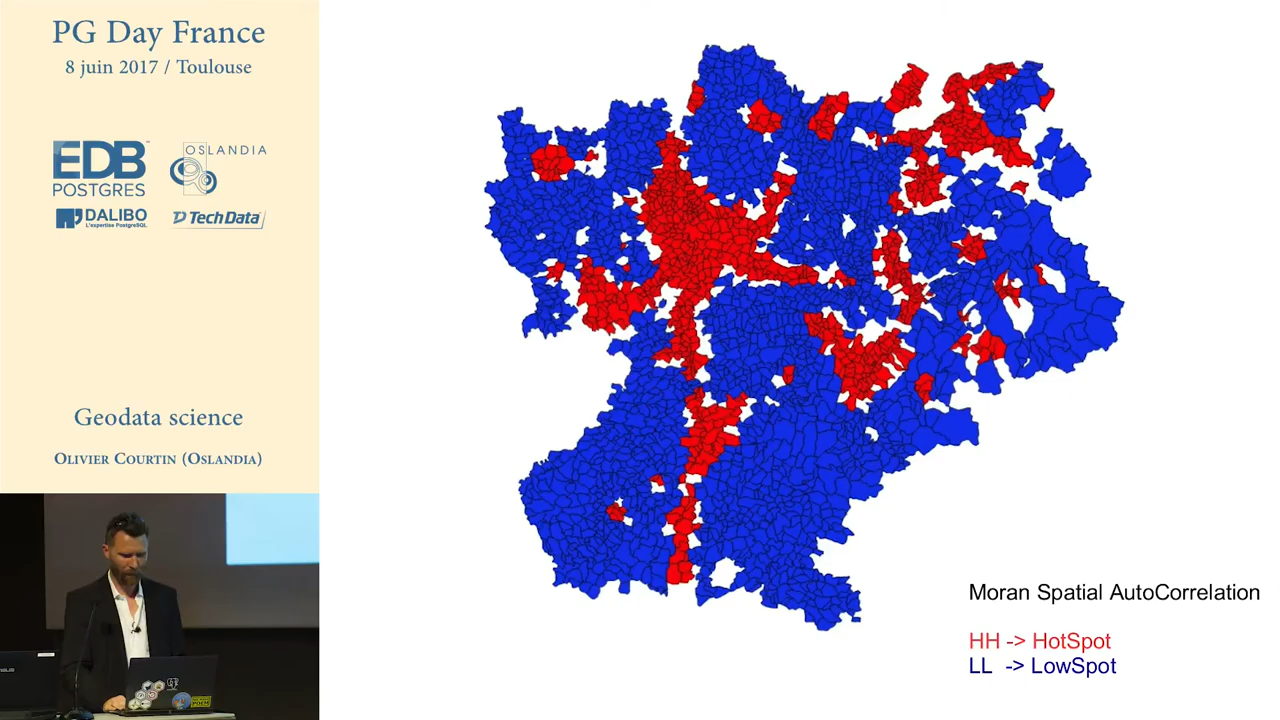 PG Day France
8 juin 2017 / Toulouse
EDB
POSTGRES
OSLANDIA
DALIBO
L'expertise PostgreSQL
TechData
Geodata science
OLIVIER COURTIN (OSLANDIA)
Moran Spatial AutoCorrelation
HH -> HotSpot
LL -> LowSpot